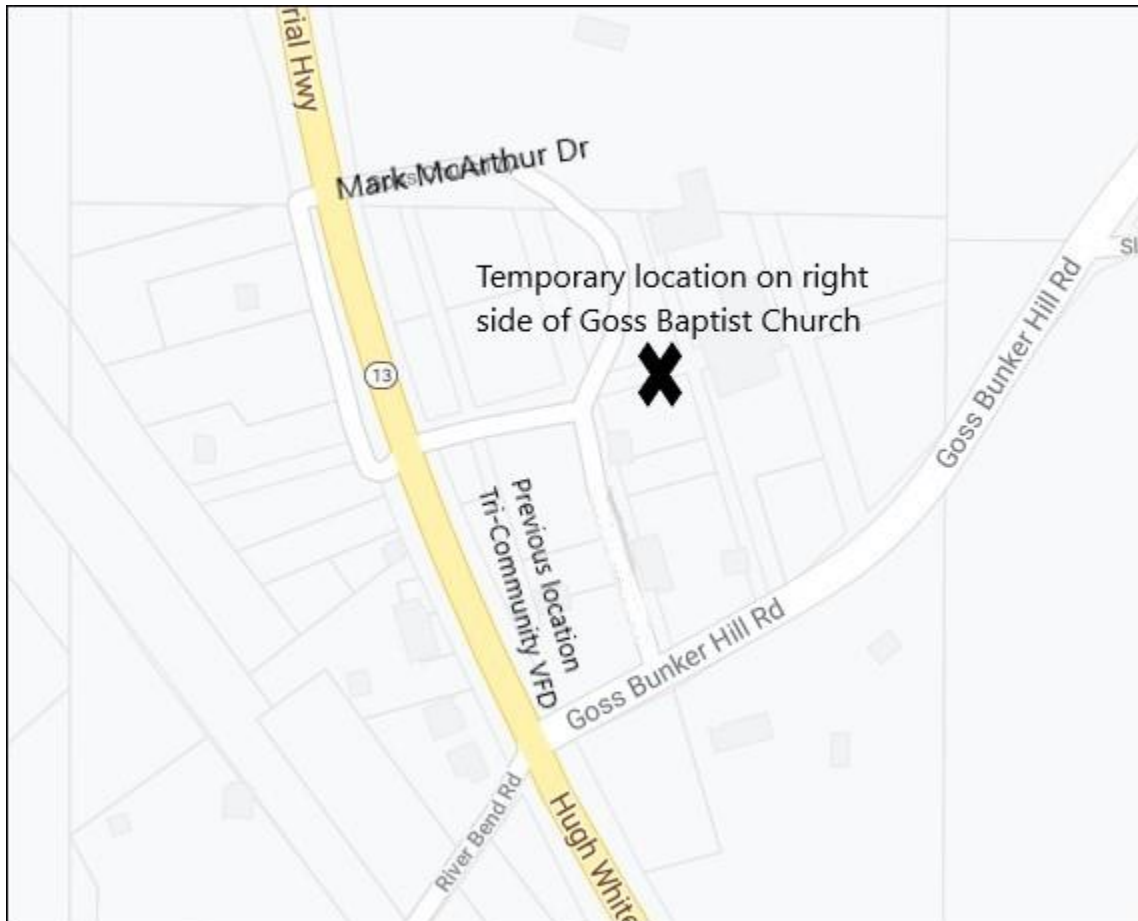 rial Hwy
Mark McArthur Dr
Temporary location on right
side of Goss Baptist Church
13
Goss Bunker Hill Rd
SL
Previous location
Tri-Community VFD
Goss Bunker Hill Rd
River Bend Rd
Hugh White